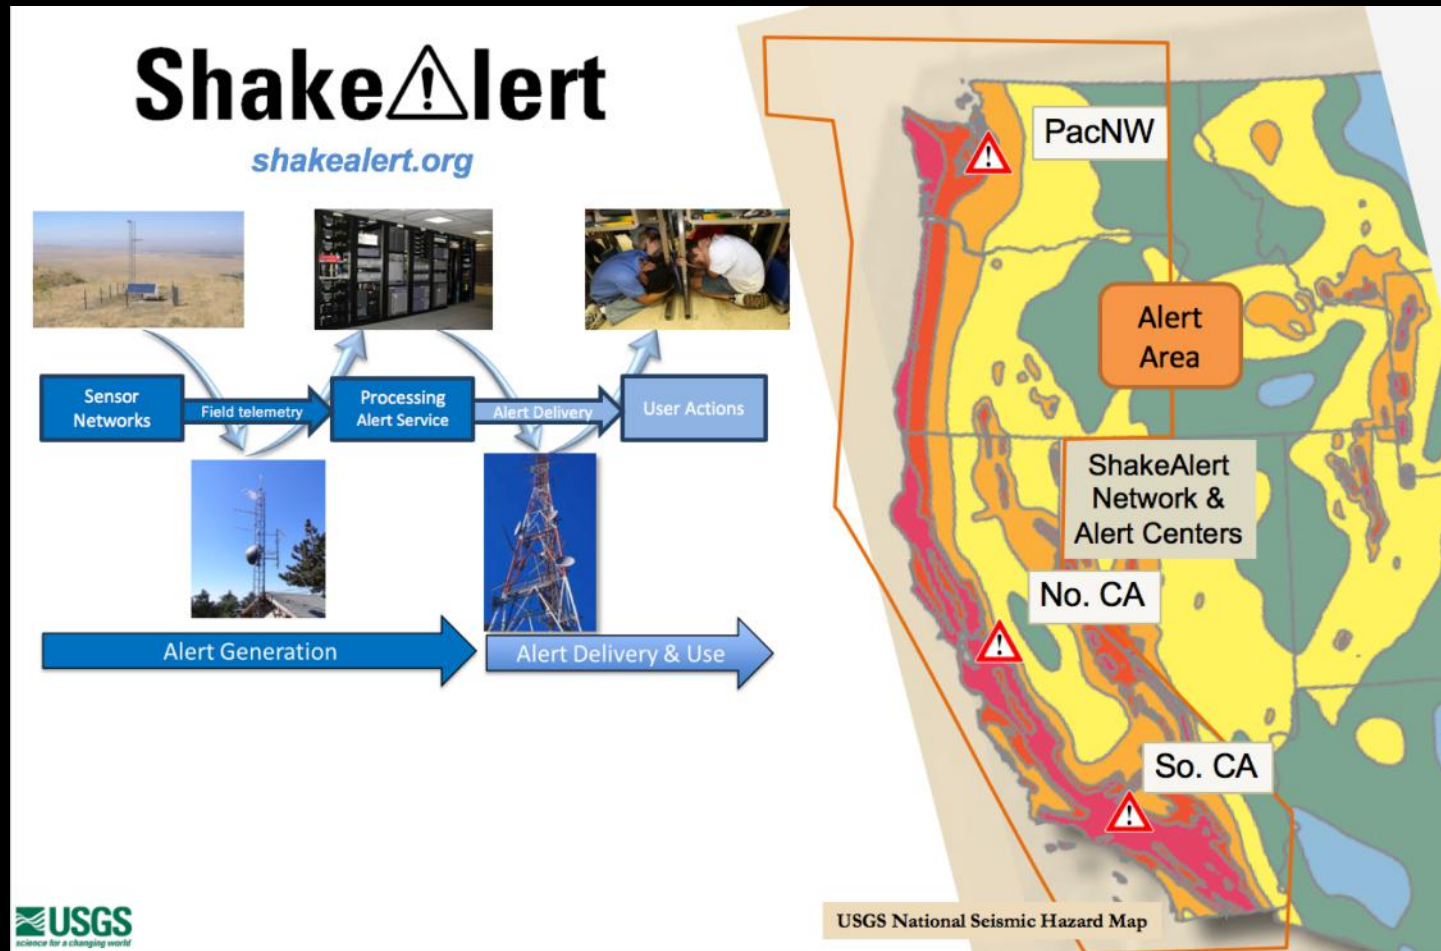 Shake⚠lert
shakealert.org
Sensor
Networks
Field telemetry
Processing
Alert Service
Alert Delivery
User Actions
Alert Generation
Alert Delivery & Use
USGS
science for a changing world
PacNW
Alert
Area
ShakeAlert
Network &
Alert Centers
No. CA
So. CA
USGS National Seismic Hazard Map